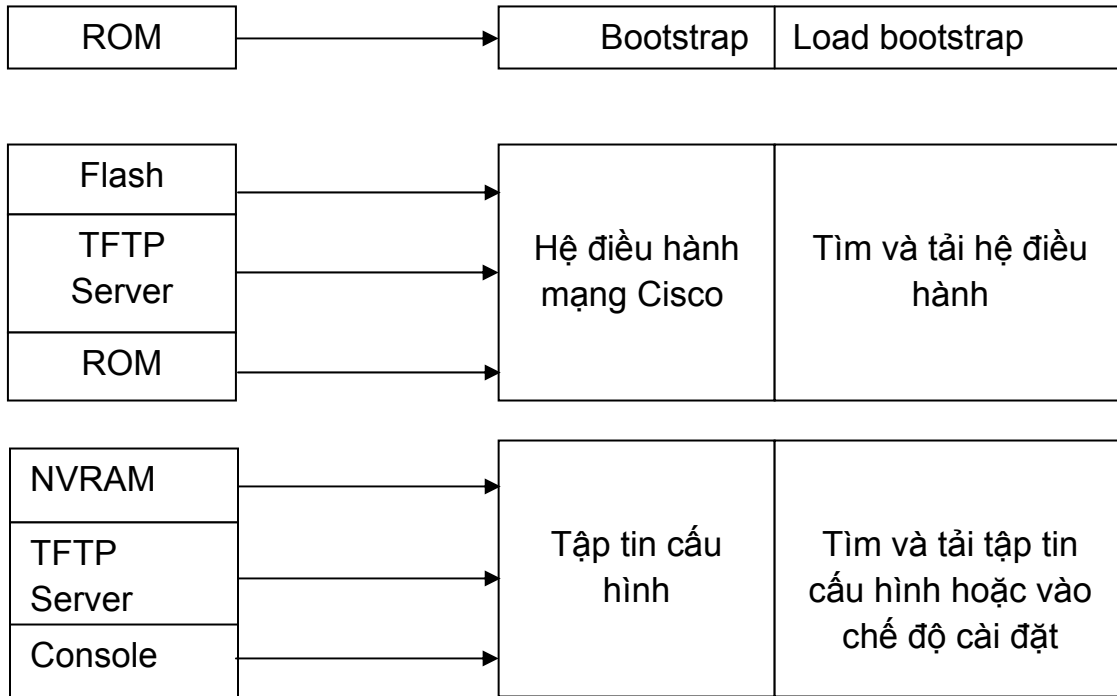 ROM
Bootstrap
Load bootstrap
Flash
TFTP
Server
ROM
Hệ điều hành
mạng Cisco
Tìm và tải hệ điều
hành
NVRAM
TFTP
Server
Console
Tập tin cấu
hình
Tìm và tải tập tin
cấu hình hoặc vào
chế độ cài đặt